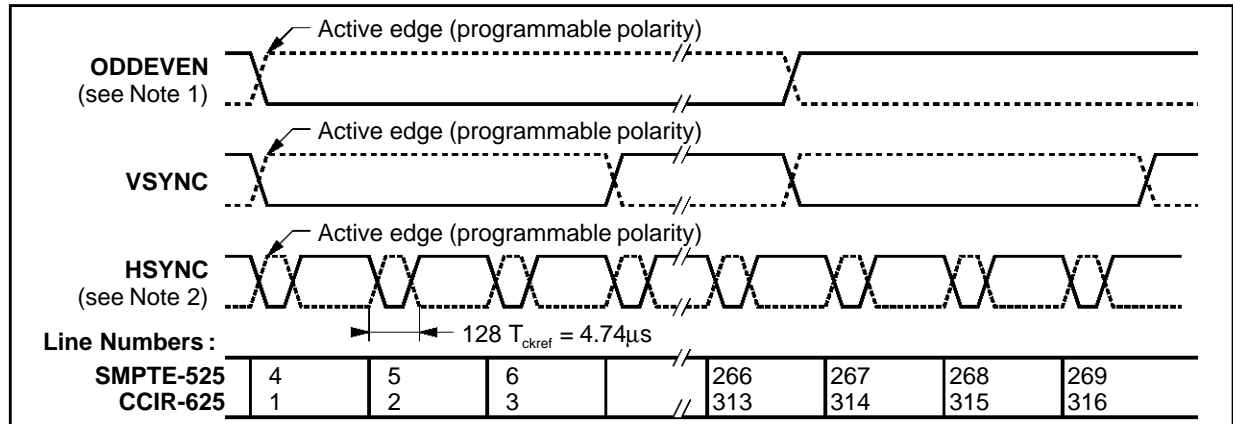 Active edge (programmable polarity)
ODDEVEN
(see Note 1)
Active edge (programmable polarity)
VSYNC
Active edge (programmable polarity)
HSYNC
(see Note 2)
128 Tckref = 4.74µs
Line Numbers :
SMPTE-525 4 5 6 266 267 268 269
CCIR-625 1 2 3 313 314 315 316